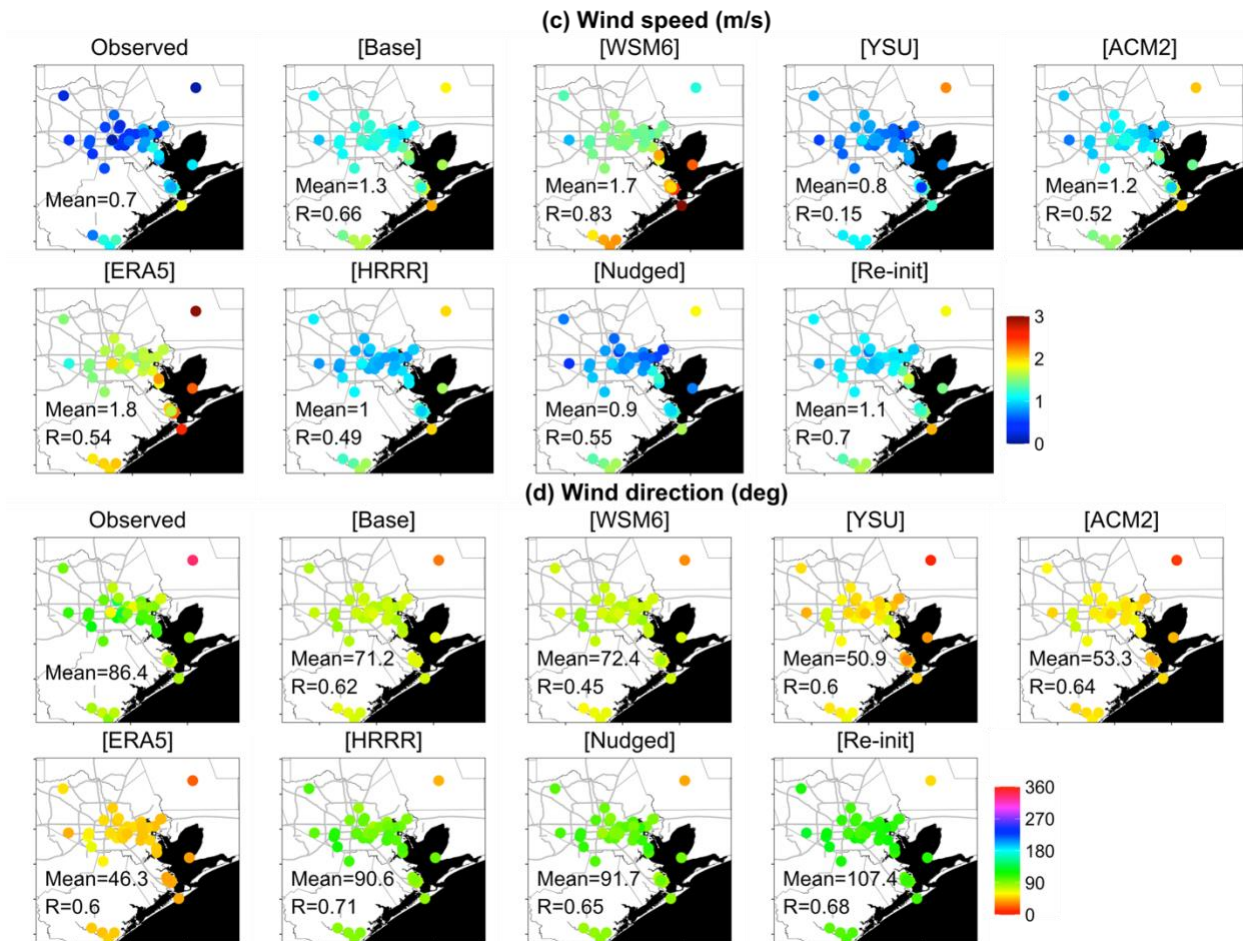 (c) Wind speed (m/s)
Observed [Base] [WSM6] [YSU] [ACM2]
Mean=0.7 Mean=1.3 Mean=1.7 Mean=0.8 Mean=1.2
R=0.66 R=0.83 R=0.15 R=0.52
[ERA5] [HRRR] [Nudged] [Re-init]
3
2
1
0
Mean=1.8 Mean=1 Mean=0.9 Mean=1.1
R=0.54 R=0.49 R=0.55 R=0.7
(d) Wind direction (deg)
Observed [Base] [WSM6] [YSU] [ACM2]
Mean=86.4 Mean=71.2 Mean=72.4 Mean=50.9 Mean=53.3
R=0.62 R=0.45 R=0.6 R=0.64
[ERA5] [HRRR] [Nudged] [Re-init]
360
270
180
90
0
Mean=46.3 Mean=90.6 Mean=91.7 Mean=107.4
R=0.6 R=0.71 R=0.65 R=0.68